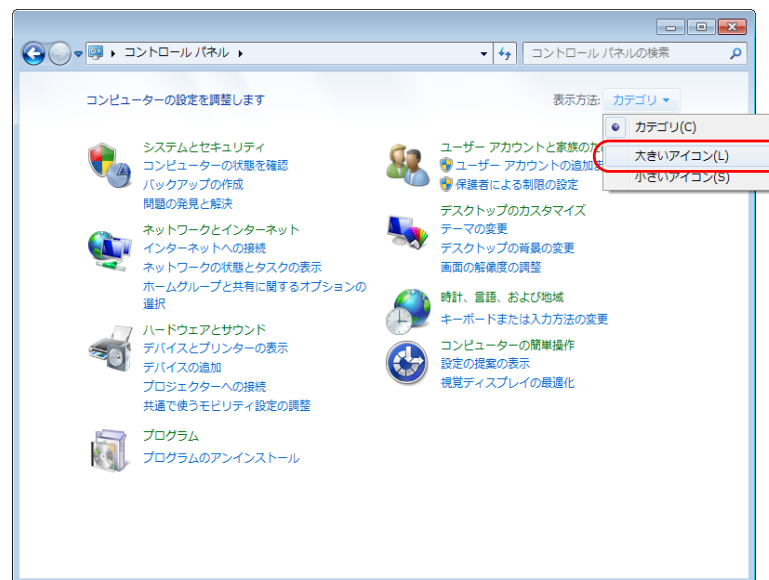 コントロール パネル
コントロール パネルの検索
コンピューターの設定を調整します
表示方法: カテゴリ
カテゴリ(C)
大きいアイコン(L)
小さいアイコン(S)
システムとセキュリティ
コンピューターの状態を確認
バックアップの作成
問題の発見と解決
ネットワークとインターネット
インターネットへの接続
ネットワークの状態とタスクの表示
ホームグループと共有に関するオプションの
選択
ハードウェアとサウンド
デバイスとプリンターの表示
デバイスの追加
プロジェクターへの接続
共通で使うモビリティ設定の調整
プログラム
プログラムのアンインストール
ユーザー アカウントと家族のた
ユーザー アカウントの追加ま
保護者による制限の設定
デスクトップのカスタマイズ
テーマの変更
デスクトップの背景の変更
画面の解像度の調整
時計、言語、および地域
キーボードまたは入力方法の変更
コンピューターの簡単操作
設定の提案の表示
視覚ディスプレイの最適化